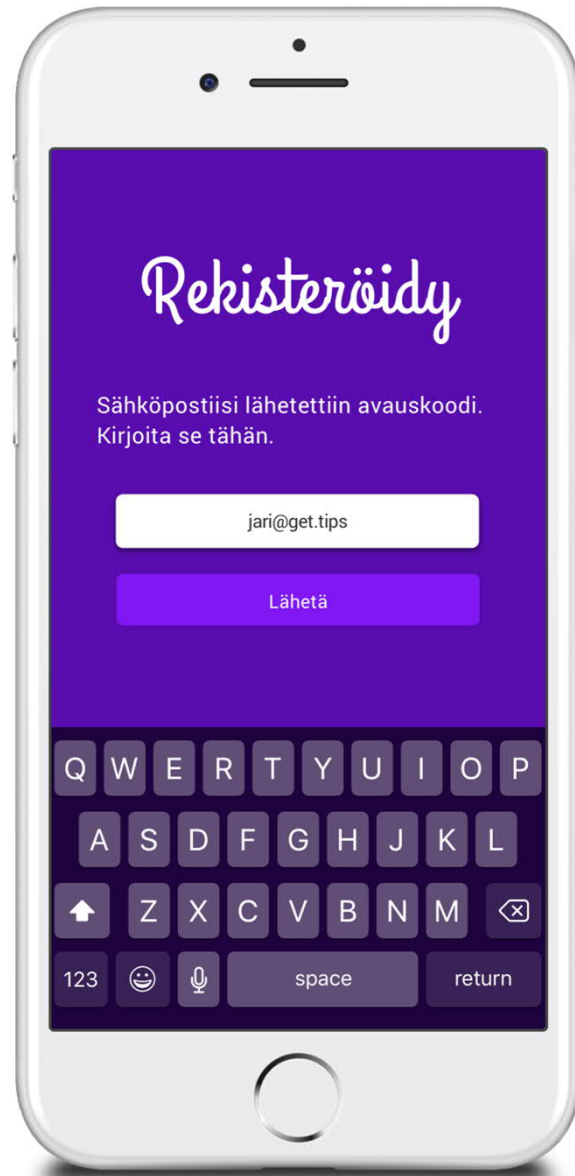 Rekisteröidy
Sähköpostiisi lähetettiin avauskoodi.
Kirjoita se tähän.
jari@get.tips
Lähetä
Q W E R T Y U I O P
A S D F G H J K L
Z X C V B N M
123 space return